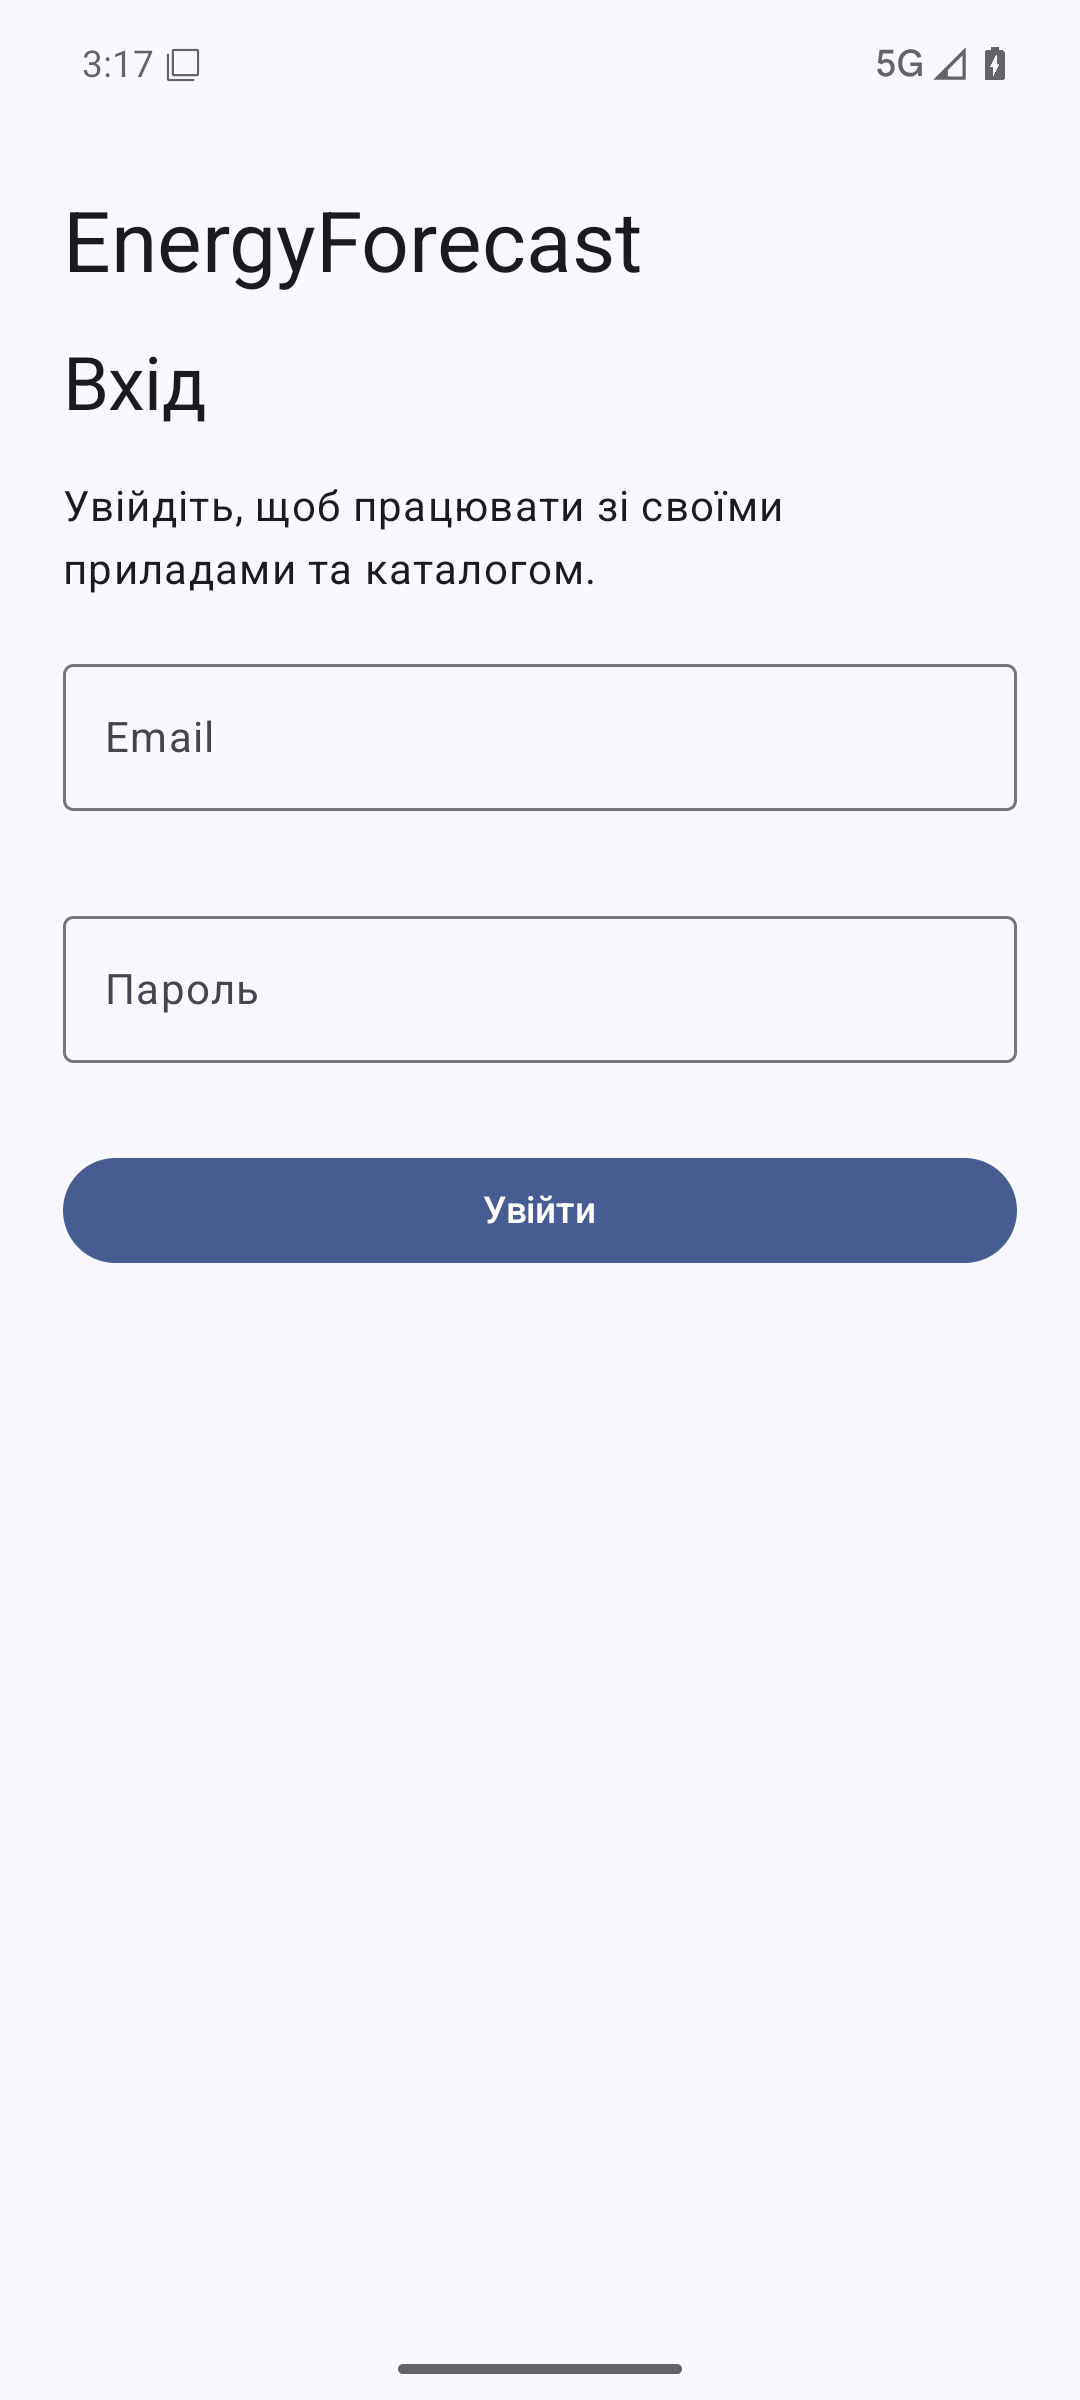 3:17
5G
EnergyForecast
Вхід
Увійдіть, щоб працювати зі своїми
приладами та каталогом.
Email
Пароль
Увійти